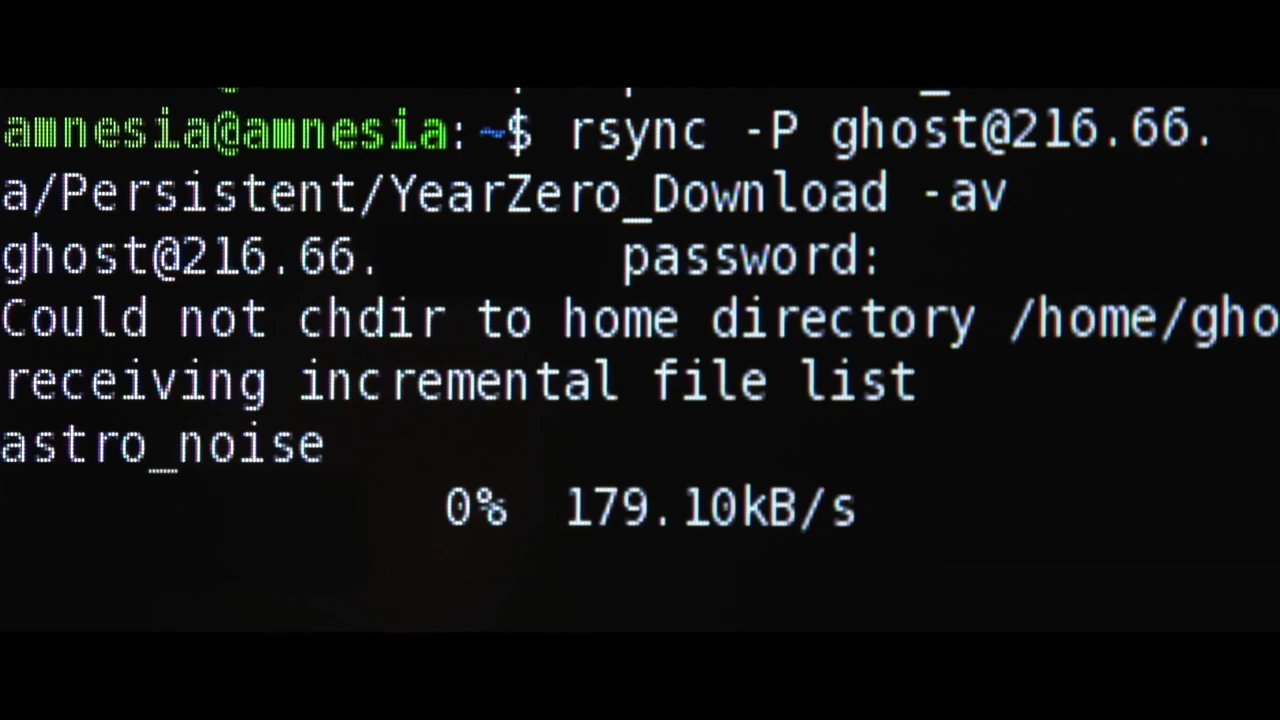 amnesia@amnesia:~$ rsync -P ghost@216.66.
a/Persistent/YearZero_Download -av
ghost@216.66. password:
Could not chdir to home directory /home/gho
receiving incremental file list
astro_noise
0% 179.10kB/s